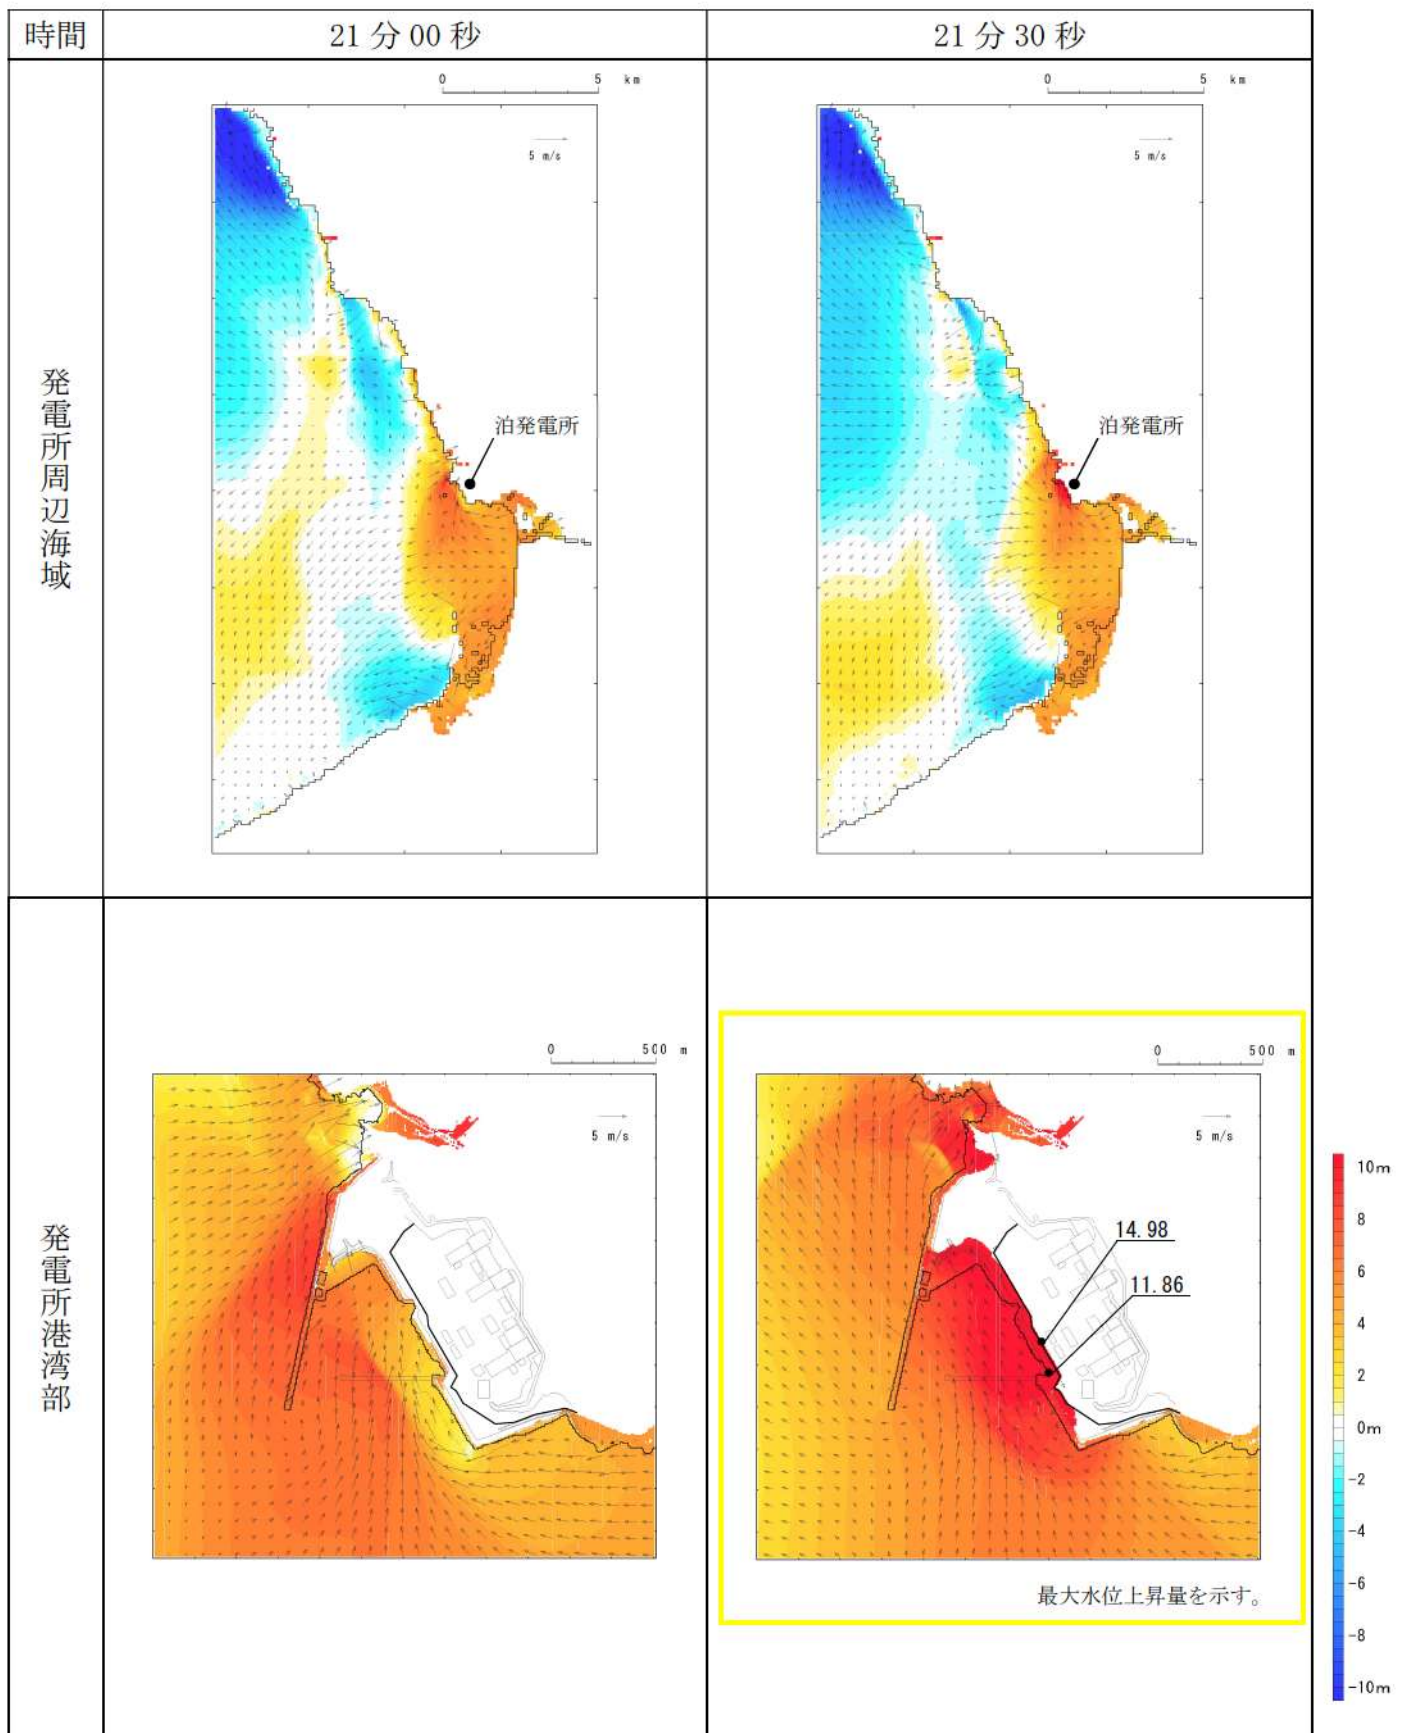 時間
21分00秒
21分30秒
発電所周辺海域
0 5 km
5 m/s
泊発電所
0 5 km
5 m/s
泊発電所
発電所港湾部
0 500 m
5 m/s
0 500 m
5 m/s
14.98
11.86
最大水位上昇量を示す。
10m
8
6
4
2
0m
-2
-4
-6
-8
-10m